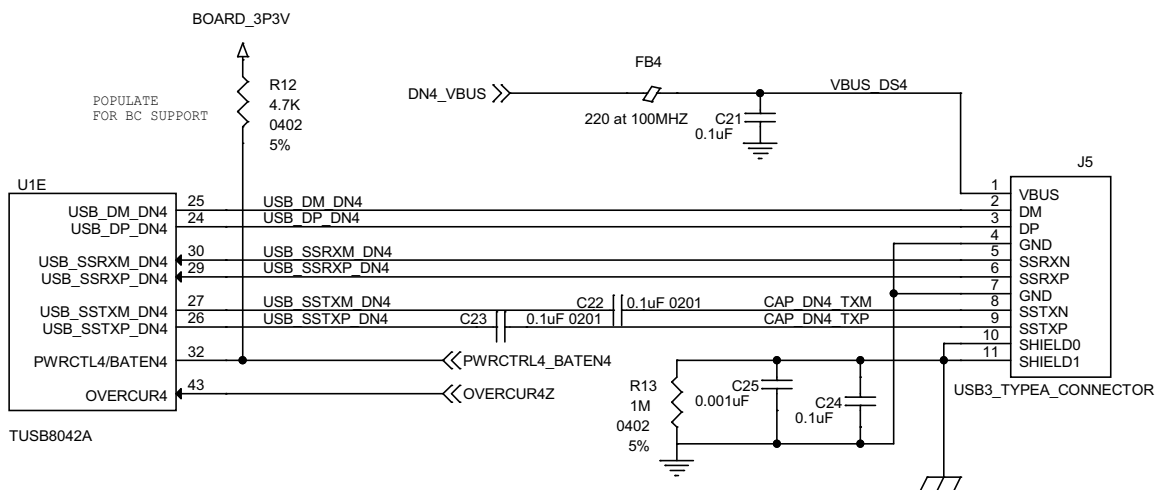 BOARD_3P3V
POPULATE
FOR BC SUPPORT
R12
4.7K
0402
5%
FB4
DN4_VBUS
220 at 100MHZ
VBUS_DS4
C21
0.1uF
J5
U1E
USB_DM_DN4
USB_DP_DN4
USB_SSRXM_DN4
USB_SSRXP_DN4
USB_SSTXM_DN4
USB_SSTXP_DN4
PWRCTL4/BATEN4
OVERCUR4
25
24
30
29
27
26
32
43
USB_DM_DN4
USB_DP_DN4
USB_SSRXM_DN4
USB_SSRXP_DN4
USB_SSTXM_DN4
USB_SSTXP_DN4
C22
0.1uF 0201
C23
0.1uF 0201
CAP_DN4_TXM
CAP_DN4_TXP
PWRCTRL4_BATEN4
OVERCUR4Z
1
2
3
4
5
6
7
8
9
10
11
VBUS
DM
DP
GND
SSRXN
SSRXP
GND
SSTXN
SSTXP
SHIELD0
SHIELD1
USB3_TYPEA_CONNECTOR
R13
1M
0402
5%
C25
0.001uF
C24
0.1uF
TUSB8042A